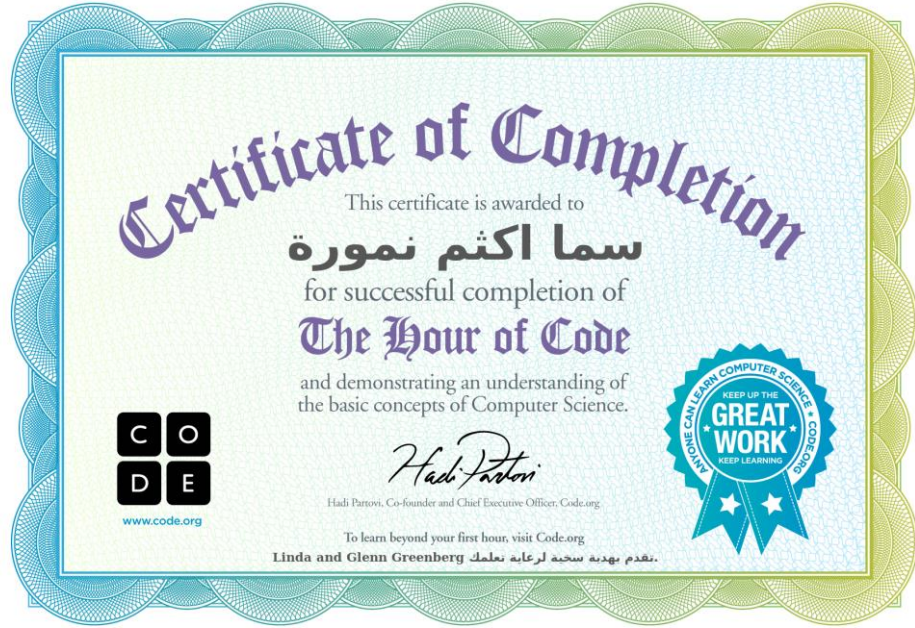 Certificate of Completion
This certificate is awarded to
سما اكثم نمورة
for successful completion of
The Hour of Code
and demonstrating an understanding of
the basic concepts of Computer Science.
Hadi Partovi
Hadi Partovi, Co-founder and Chief Executive Officer, Code.org
To learn beyond your first hour, visit Code.org
Linda and Glenn Greenberg تقدم بهدية سخية لرعاية تعلمك.
C O
D E
www.code.org
ANYONE CAN LEARN COMPUTER SCIENCE • CODE.ORG
KEEP UP THE
GREAT
WORK
KEEP LEARNING